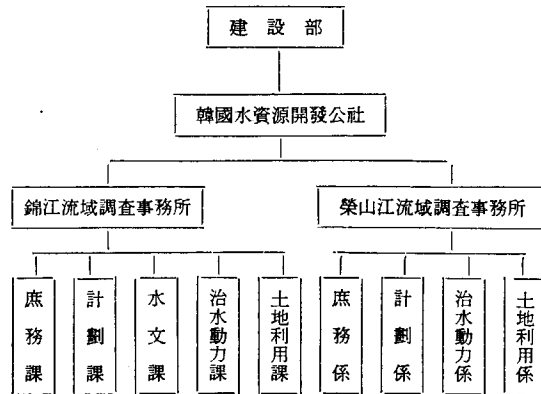 建設部
韓國水資源開發公社
錦江流域調査事務所
榮山江流域調査事務所
庶務課
計劃課
水文課
治水動力課
土地利用課
庶務係
計劃係
治水動力係
土地利用係